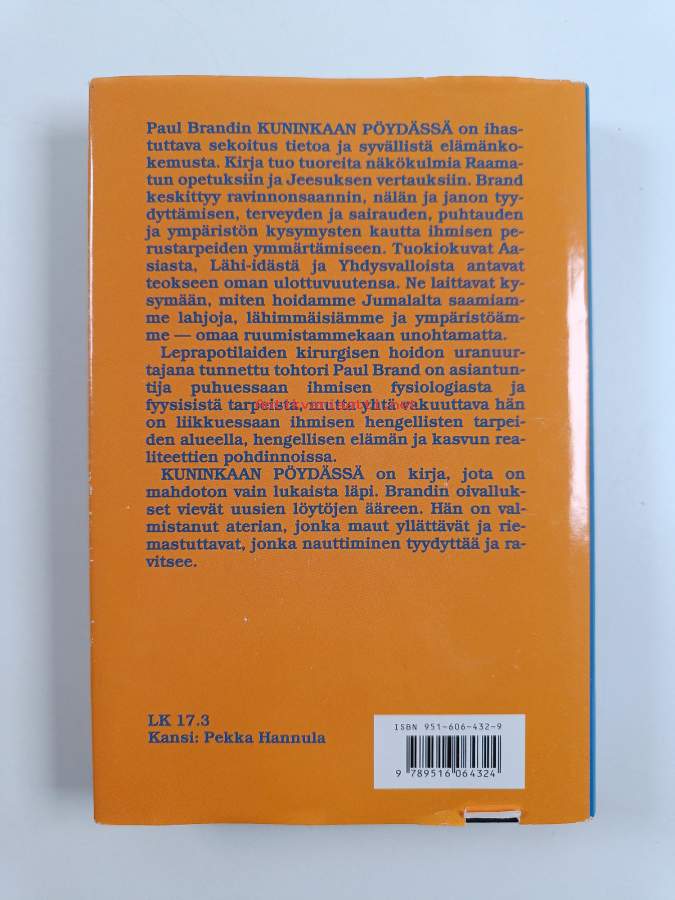 Paul Brandin KUNINKAAN PÖYDÄSSÄ on ihas-
tuttava sekoitus tietoa ja syvällistä elämänko-
kemusta. Kirja tuo tuoreita näkökulmia Raama-
tun opetuksiin ja Jeesuksen vertauksiin. Brand
keskittyy ravinnonsaannin, nälän ja janon tyy-
dyttämisen, terveyden ja sairauden, puhtauden
ja ympäristön kysymysten kautta ihmisen pe-
rustarpeiden ymmärtämiseen. Tuokiokuvat Aa-
siasta, Lähi-idästä ja Yhdysvalloista antavat
teokseen oman ulottuvuutensa. Ne laittavat ky-
symään, miten hoidamme Jumalalta saamiam-
me lahjoja, lähimmäisiämme ja ympäristöäm-
me — omaa ruumistammekaan unohtamatta.
Leprapotilaiden kirurgisen hoidon uranuur-
tajana tunnettu tohtori Paul Brand on asiantun-
tija puhuessaan ihmisen fysiologiasta ja
fyysisistä tarpeista, mutta yhtä vakuuttava hän
on liikkuessaan ihmisen hengellisten tarpei-
den alueella, hengellisen elämän ja kasvun rea-
liteettien pohdinnoissa.
KUNINKAAN PÖYDÄSSÄ on kirja, jota on
mahdoton vain lukaista läpi. Brandin oivalluk-
set vievät uusien löytöjen ääreen. Hän on val-
mistanut aterian, jonka maut yllättävät ja rie-
mastuttavat, jonka nauttiminen tyydyttää ja ra-
vitsee.
LK 17.3
Kansi: Pekka Hannula
ISBN 951-606-432-9
9 789516 064324